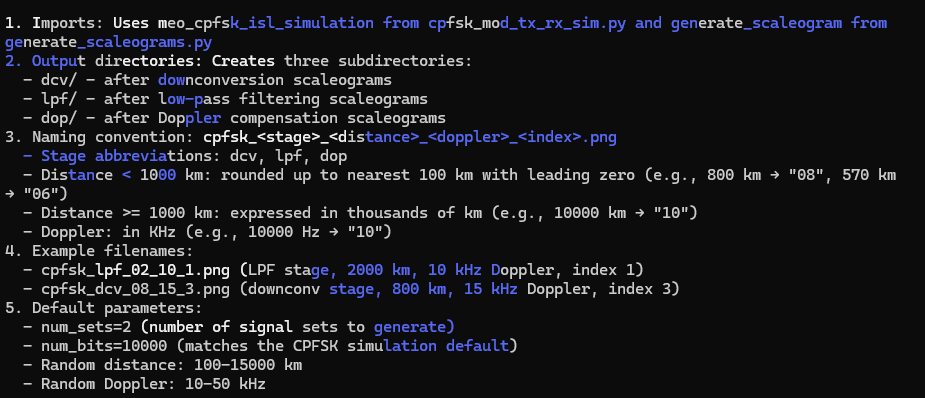 1. Imports: Uses meo_cpfsk_isl_simulation from cpfsk_mod_tx_rx_sim.py and generate_scaleogram from
generate_scaleograms.py
2. Output directories: Creates three subdirectories:
- dcv/ - after downconversion scaleograms
- lpf/ - after low-pass filtering scaleograms
- dop/ - after Doppler compensation scaleograms
3. Naming convention: cpfsk_<stage>_<distance>_<doppler>_<index>.png
- Stage abbreviations: dcv, lpf, dop
- Distance < 1000 km: rounded up to nearest 100 km with leading zero (e.g., 800 km → "08", 570 km
→ "06")
- Distance >= 1000 km: expressed in thousands of km (e.g., 10000 km → "10")
- Doppler: in KHz (e.g., 10000 Hz → "10")
4. Example filenames:
- cpfsk_lpf_02_10_1.png (LPF stage, 2000 km, 10 kHz Doppler, index 1)
- cpfsk_dcv_08_15_3.png (downconv stage, 800 km, 15 kHz Doppler, index 3)
5. Default parameters:
- num_sets=2 (number of signal sets to generate)
- num_bits=10000 (matches the CPFSK simulation default)
- Random distance: 100-15000 km
- Random Doppler: 10-50 kHz